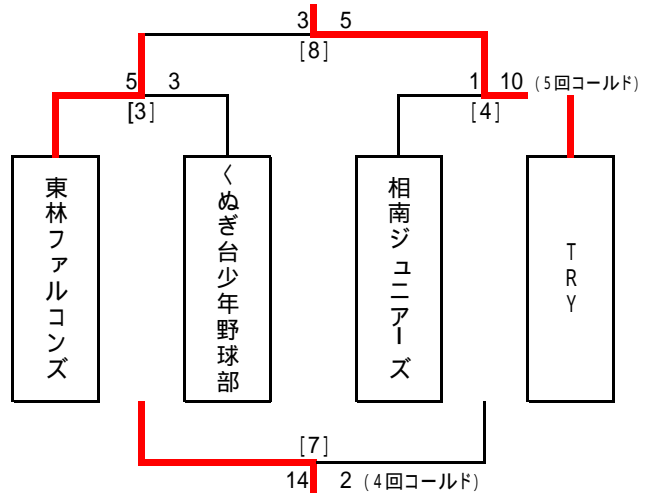 3 5
[8]
5 3
[3]
1 10 (5回コールド)
[4]
東林ファルコンズ
くぬぎ台少年野球部
相南ジュニアーズ
TRY
[7]
14 2 (4回コールド)